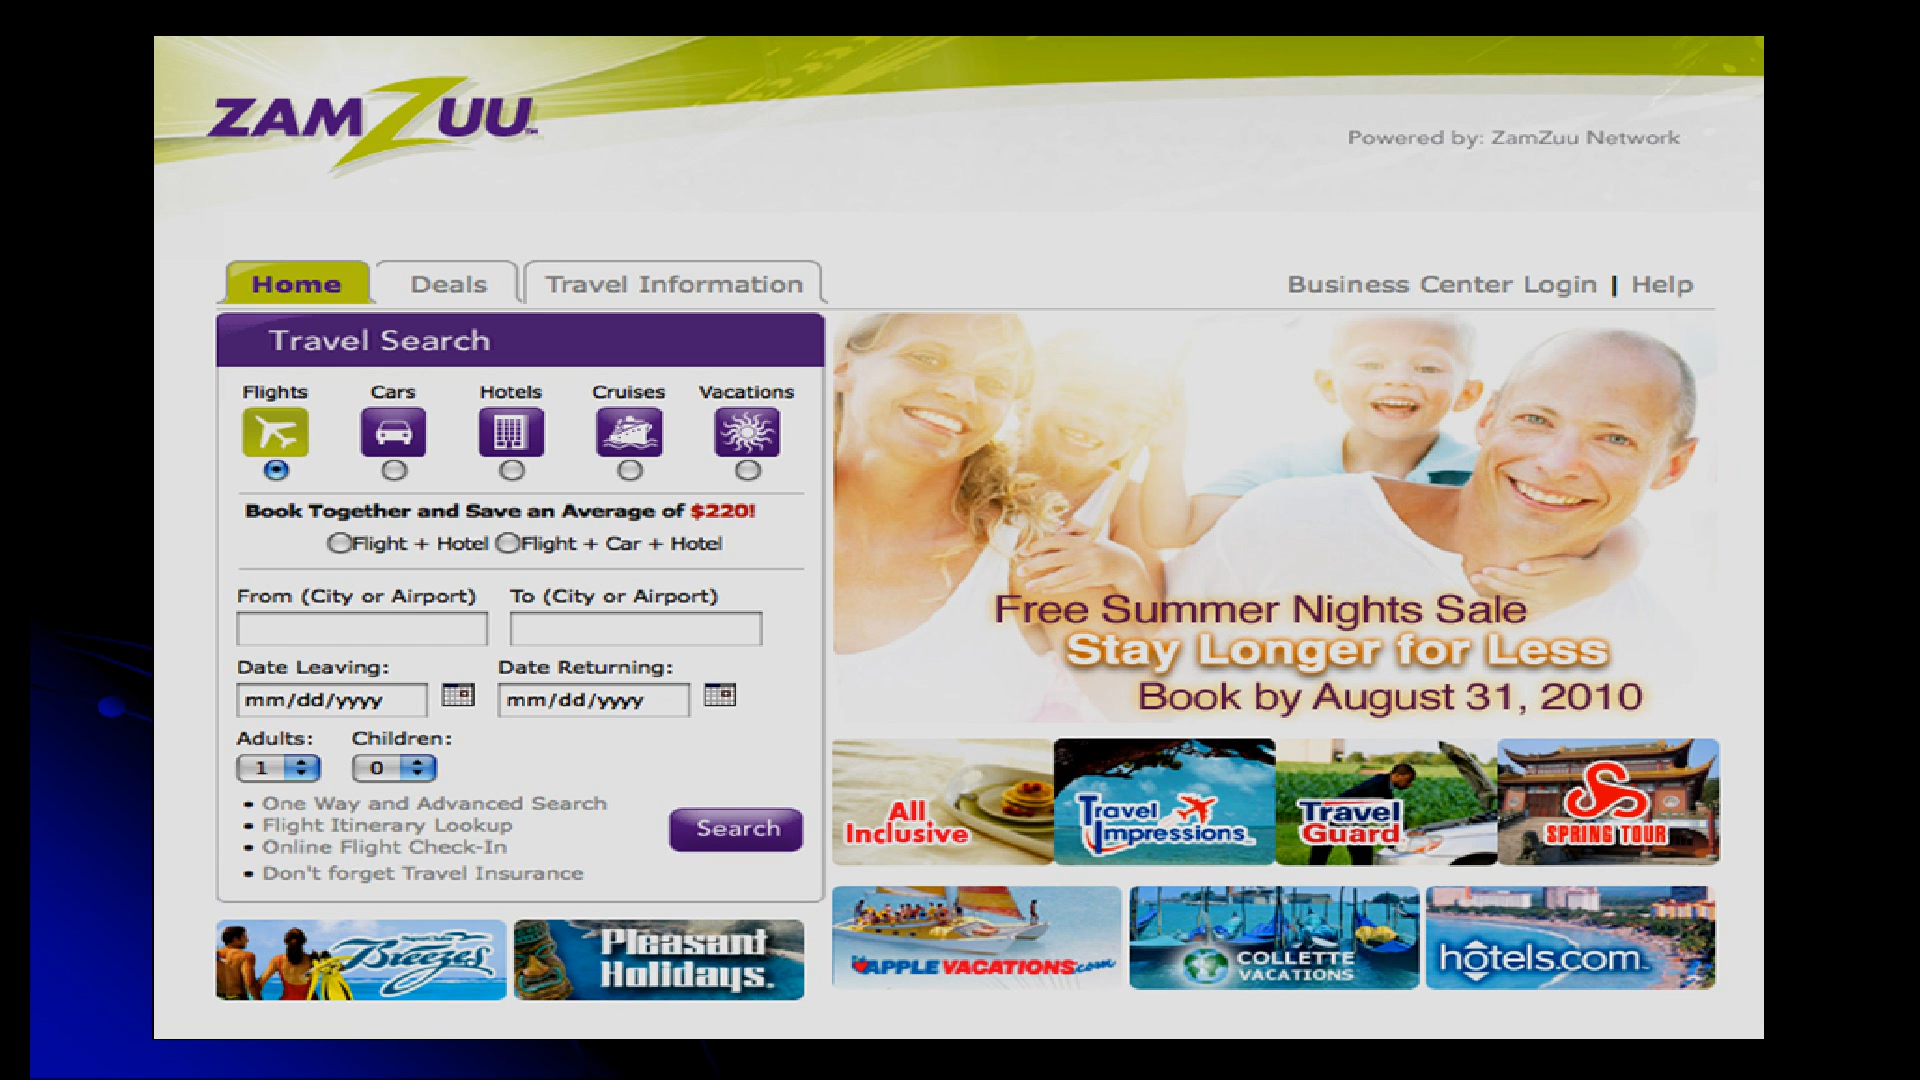 ZAMZUU™
Powered by: ZamZuu Network
Home
Deals
Travel Information
Business Center Login | Help
Travel Search
Flights
Cars
Hotels
Cruises
Vacations
Book Together and Save an Average of $220!
Flight + Hotel
Flight + Car + Hotel
From (City or Airport)
To (City or Airport)
Date Leaving:
Date Returning:
mm/dd/yyyy
mm/dd/yyyy
Adults:
Children:
1
0
• One Way and Advanced Search
• Flight Itinerary Lookup
• Online Flight Check-In
• Don't forget Travel Insurance
Search
Free Summer Nights Sale
Stay Longer for Less
Book by August 31, 2010
All
Inclusive
Travel
Impressions
Travel
Guard
SPRING TOUR
Breezes
Pleasant
Holidays.
APPLE VACATIONS.com
COLLETTE
VACATIONS
hotels.com